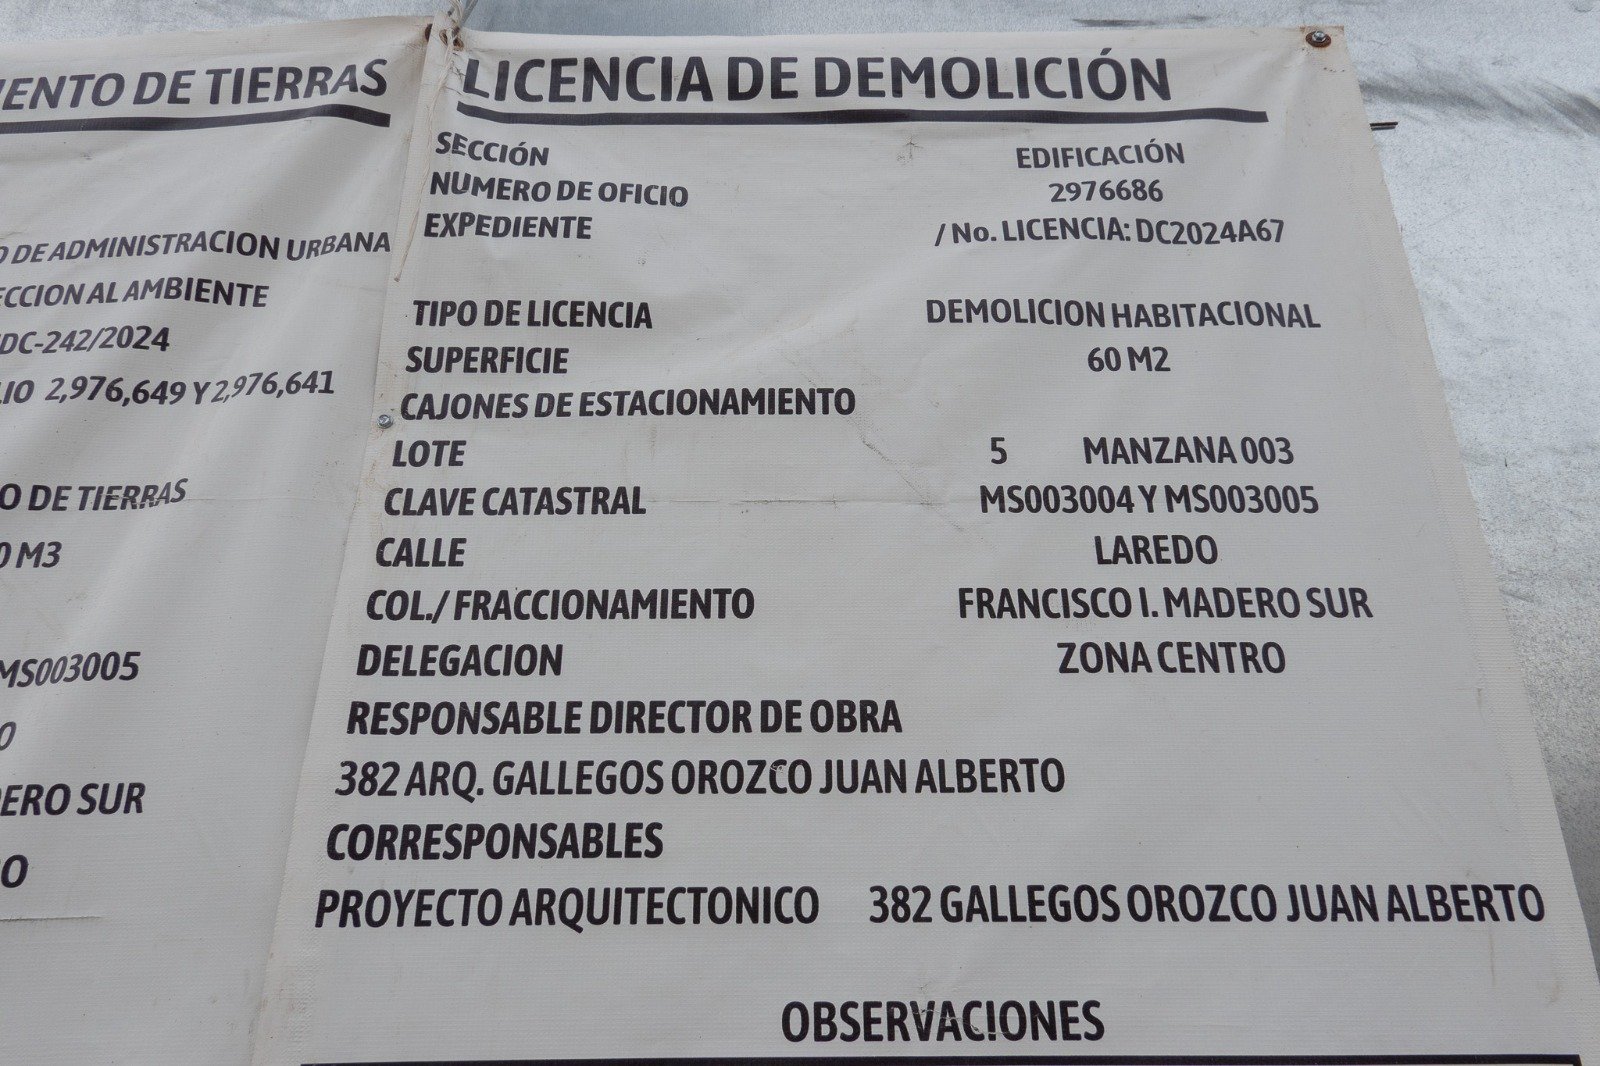 IENTO DE TIERRAS
DE ADMINISTRACION URBANA
ECCION AL AMBIENTE
DC-242/2024
LIO 2,976,649 Y 2,976,641
O DE TIERRAS
0 M3
MS003005
O
DERO SUR
RO
LICENCIA DE DEMOLICIÓN
SECCIÓN EDIFICACIÓN
NUMERO DE OFICIO 2976686
EXPEDIENTE / No. LICENCIA: DC2024A67
TIPO DE LICENCIA DEMOLICION HABITACIONAL
SUPERFICIE 60 M2
CAJONES DE ESTACIONAMIENTO
LOTE 5 MANZANA 003
CLAVE CATASTRAL MS003004 Y MS003005
CALLE LAREDO
COL./ FRACCIONAMIENTO FRANCISCO I. MADERO SUR
DELEGACION ZONA CENTRO
RESPONSABLE DIRECTOR DE OBRA
382 ARQ. GALLEGOS OROZCO JUAN ALBERTO
CORRESPONSABLES
PROYECTO ARQUITECTONICO 382 GALLEGOS OROZCO JUAN ALBERTO
OBSERVACIONES